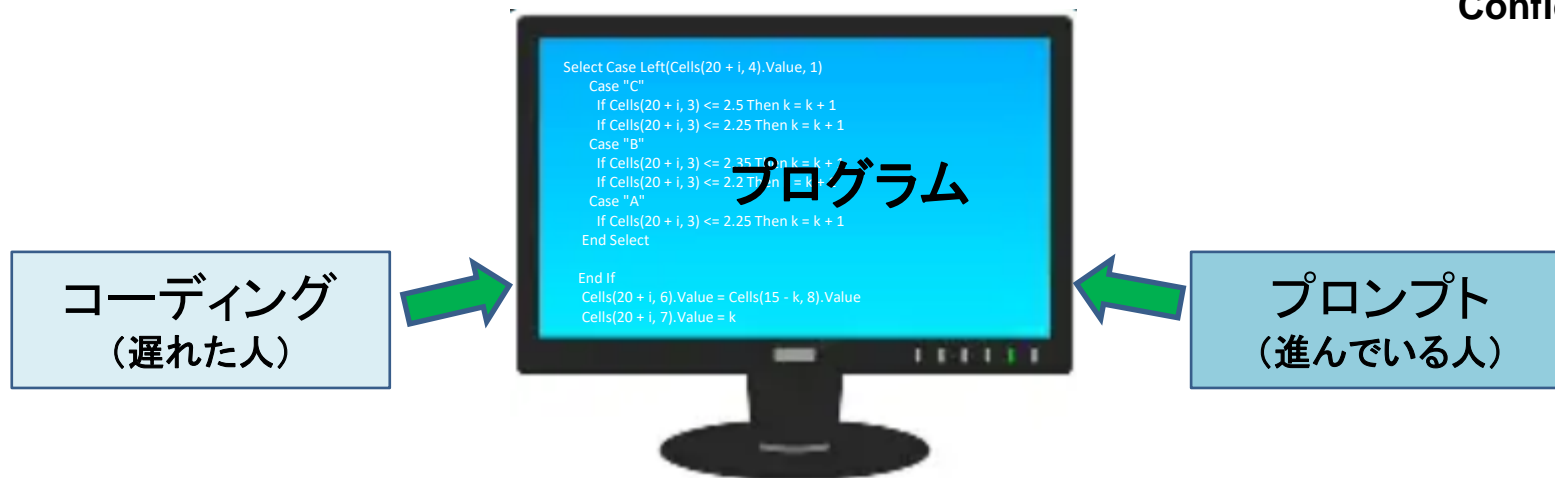 Confi
Select Case Left(Cells(20 + i, 4).Value, 1)
Case "C"
If Cells(20 + i, 3) <= 2.5 Then k = k + 1
If Cells(20 + i, 3) <= 2.25 Then k = k + 1
Case "B"
If Cells(20 + i, 3) <= 2.35 Then k = k +
If Cells(20 + i, 3) <= 2.2 Then = k +
プログラム
Case "A"
If Cells(20 + i, 3) <= 2.25 Then k = k + 1
End Select
End If
Cells(20 + i, 6).Value = Cells(15 - k, 8).Value
Cells(20 + i, 7).Value = k
コーディング
（遅れた人）
プロンプト
（進んでいる人）